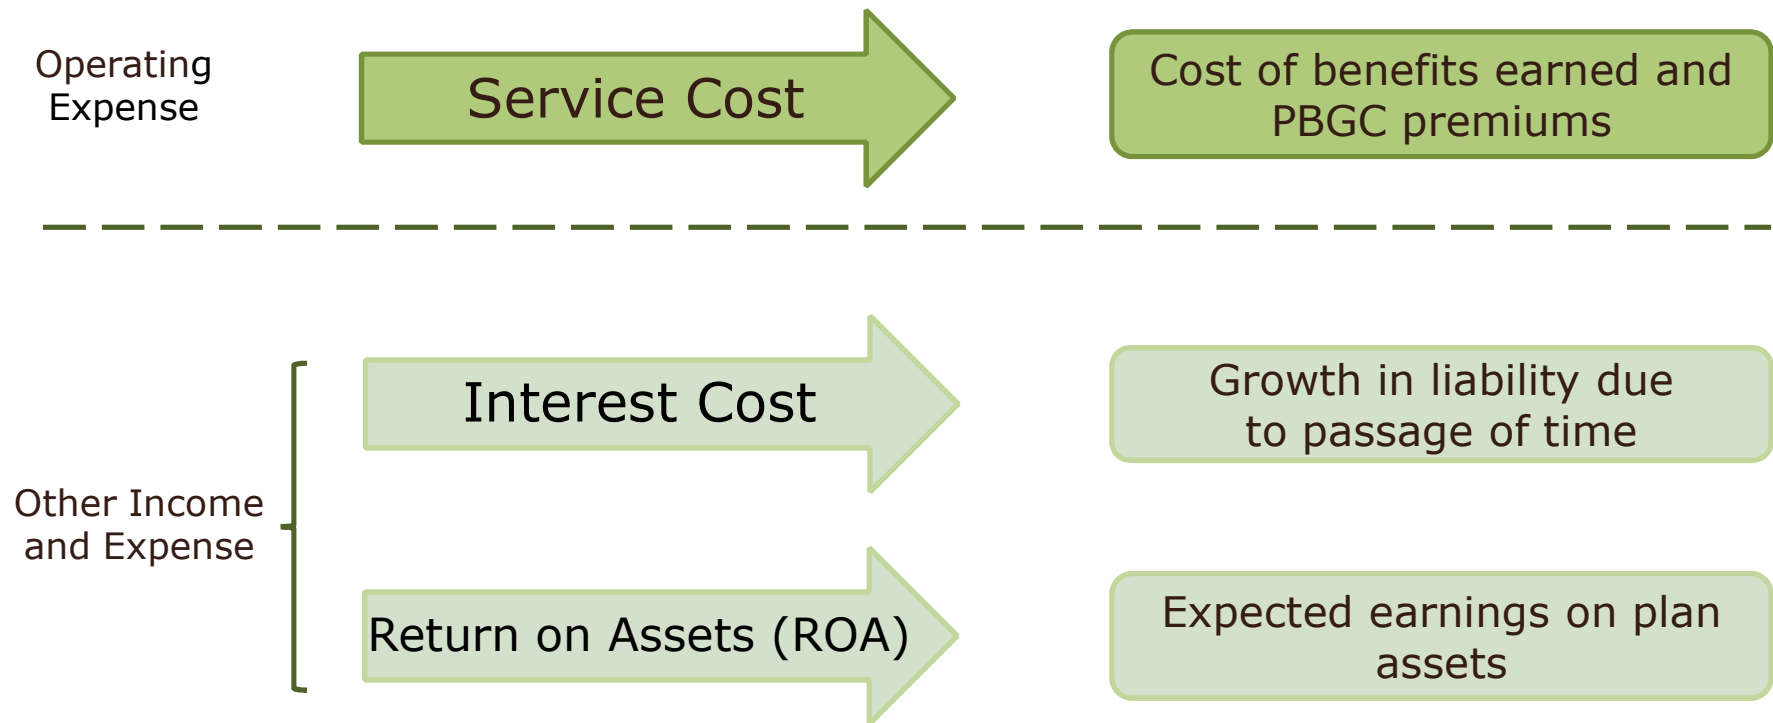 Operating
Expense
Service Cost
Cost of benefits earned and
PBGC premiums
Other Income
and Expense
Interest Cost
Growth in liability due
to passage of time
Return on Assets (ROA)
Expected earnings on plan
assets